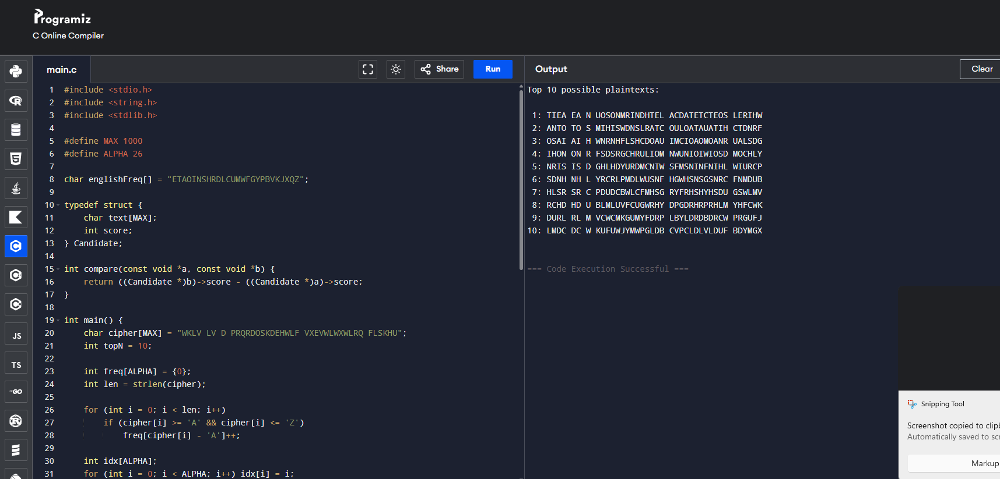 Programiz
C Online Compiler
main.c
Share
Run
Output
Clear
1 #include <stdio.h>
2 #include <string.h>
3 #include <stdlib.h>
4
5 #define MAX 1000
6 #define ALPHA 26
7
8 char englishFreq[] = "ETAOINSHRDLCUMWFGYPBVKJXQZ";
9
10 typedef struct {
11     char text[MAX];
12     int score;
13 } Candidate;
14
15 int compare(const void *a, const void *b) {
16     return ((Candidate *)b)->score - ((Candidate *)a)->score;
17 }
18
19 int main() {
20     char cipher[MAX] = "WKLV LV D PRQRDOSKDEHWLF VXEVWLWXWLRQ FLSKHU";
21     int topN = 10;
22
23     int freq[ALPHA] = {0};
24     int len = strlen(cipher);
25
26     for (int i = 0; i < len; i++)
27         if (cipher[i] >= 'A' && cipher[i] <= 'Z')
28             freq[cipher[i] - 'A']++;
29
30     int idx[ALPHA];
31     for (int i = 0; i < ALPHA; i++) idx[i] = i;
Top 10 possible plaintexts:
1: TIEA EA N UOSONMRINDHTEL ACDATETCTEOS LERIHW
2: ANTO TO S MIHISWDNSLRATC OULOATAUATIH CTDNRF
3: OSAI AI H WNRNHFLSHCDOAU IMCIOAOMOANR UALSDG
4: IHON ON R FSDSRGCHRULIOM NWUNIOIWIOSD MOCHLY
5: NRIS IS D GHLHDYURDMCNIW SFMSNINFNIHL WIURCP
6: SDNH NH L YRCRLPMDLWUSNF HGWHSNSGSNRC FNMDUB
7: HLSR SR C PDUDCBWLCFMHSG RYFRHSHYHSDU GSWLMV
8: RCHD HD U BLMLUVFCUGWRHY DPGDRHRPRHLM YHFCWK
9: DURL RL M VCWCMKGUMYFDRP LBYLDRDBDRCW PRGUFJ
10: LMDC DC W KUFUWJYMWPGLDB CVPCLDLVLDUF BDYMGX
=== Code Execution Successful ===
JS
TS
GO
Snipping Tool
Screenshot copied to
Automatically saved to
Markup